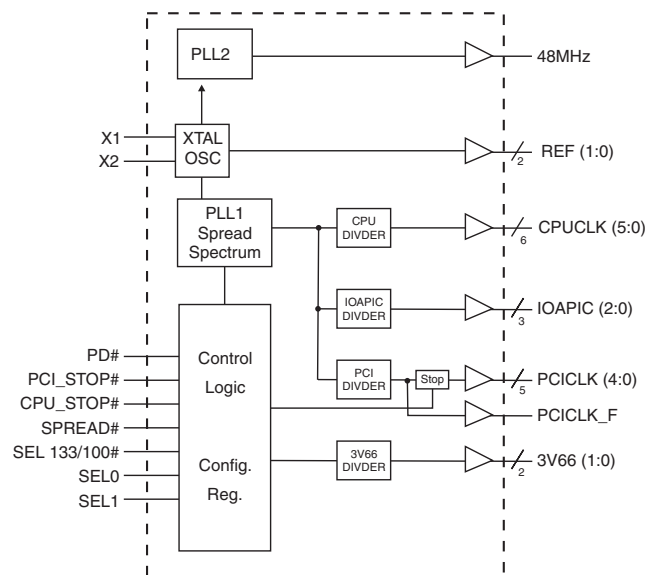 PLL2
48MHz
X1
X2
XTAL
OSC
REF (1:0)
2
PLL1
Spread
Spectrum
CPU
DIVDER
CPUCLK (5:0)
6
IOAPIC
DIVDER
IOAPIC (2:0)
3
PD#
PCI_STOP#
CPU_STOP#
SPREAD#
SEL 133/100#
SEL0
SEL1
Control
Logic
Config.
Reg.
PCI
DIVDER
Stop
PCICLK (4:0)
5
PCICLK_F
3V66
DIVDER
3V66 (1:0)
2